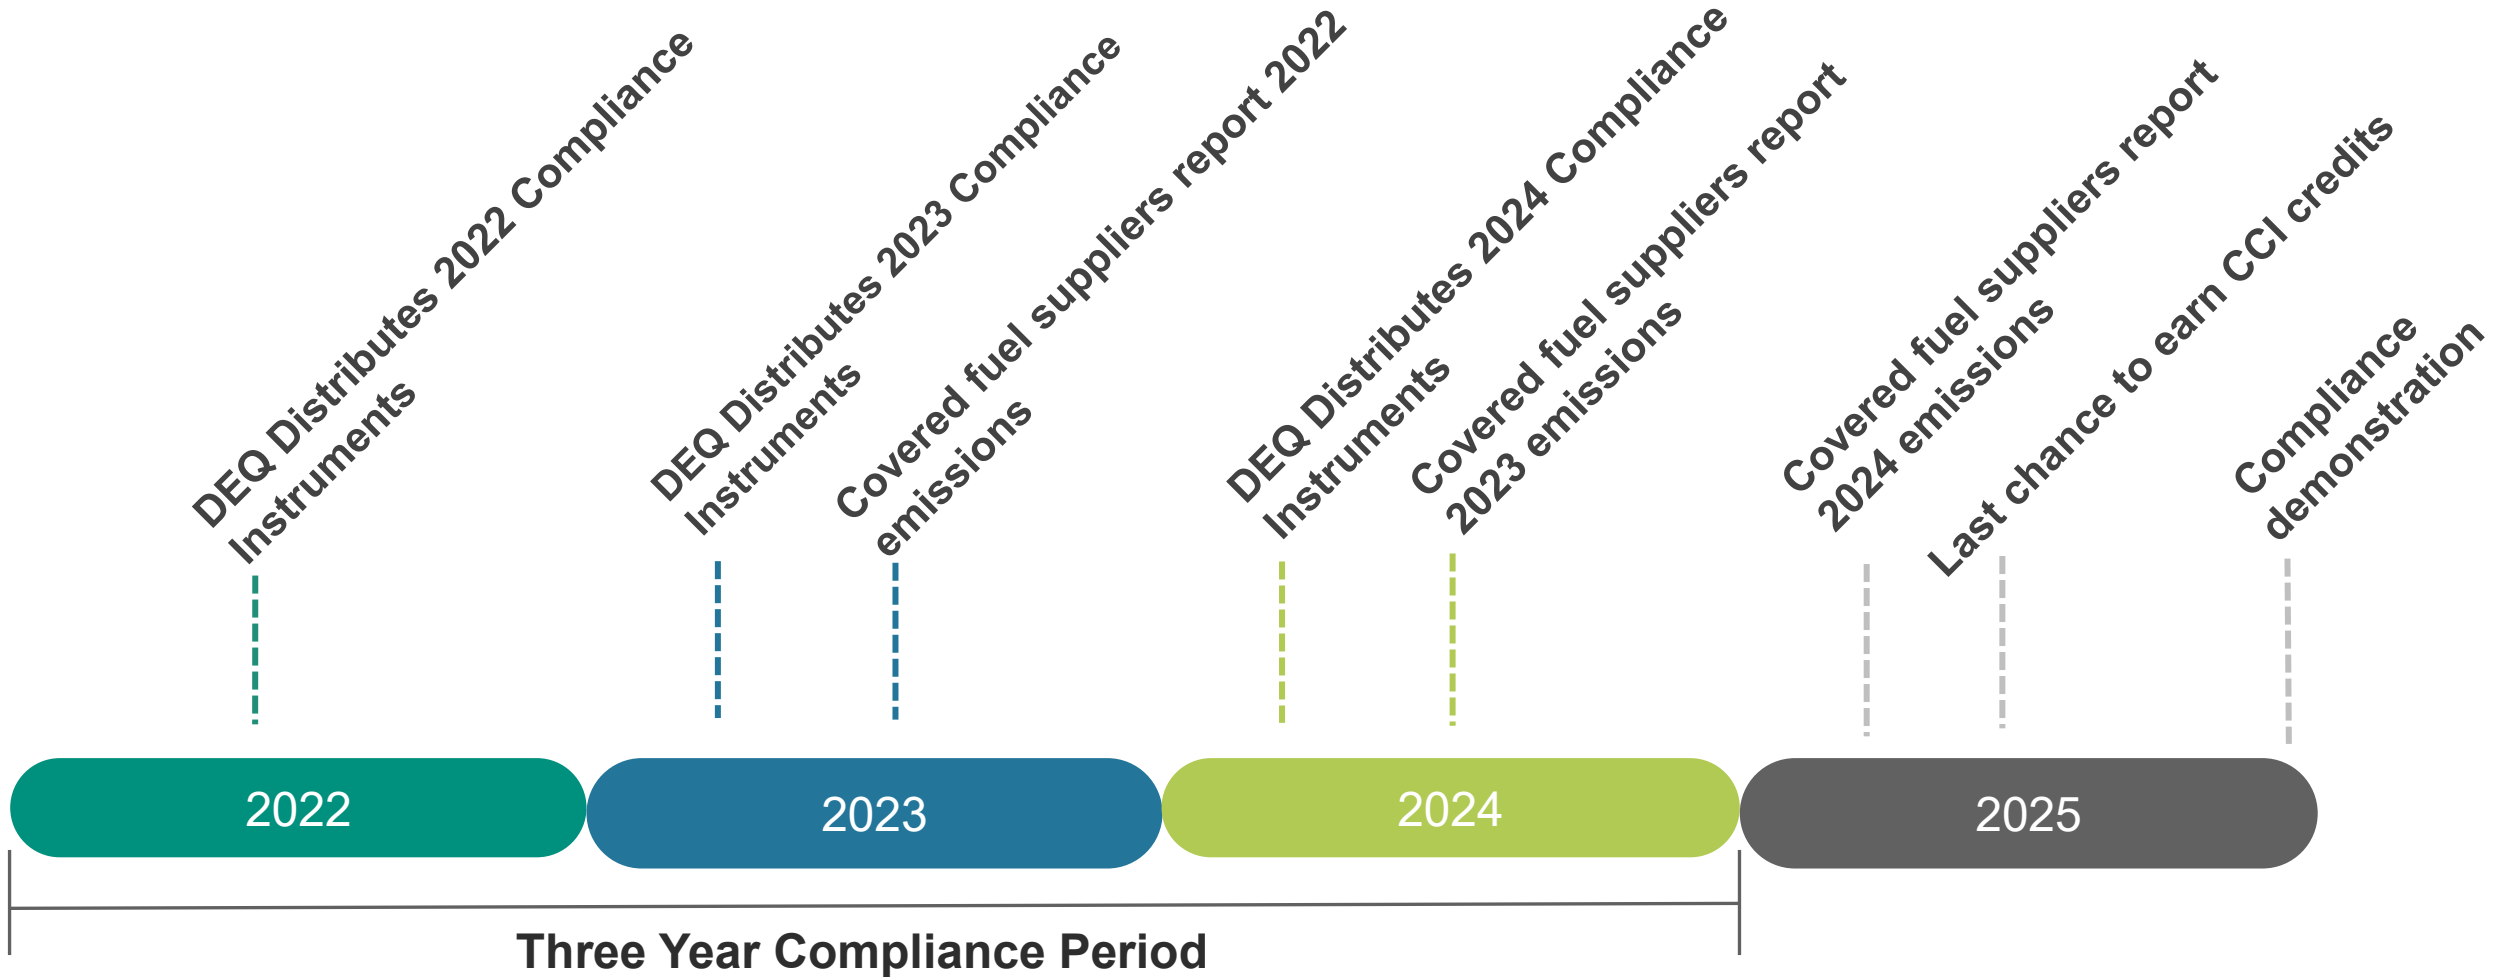 DEQ Distributes 2022 Compliance
Instruments
DEQ Distributes 2023 Compliance
Instruments
Covered fuel suppliers report 2022
emissions
DEQ Distributes 2024 Compliance
Instruments
Covered fuel suppliers report
2023 emissions
Covered fuel suppliers report
2024 emissions
Last chance to earn CCI credits
Compliance
demonstration
2022
2023
2024
2025
Three Year Compliance Period